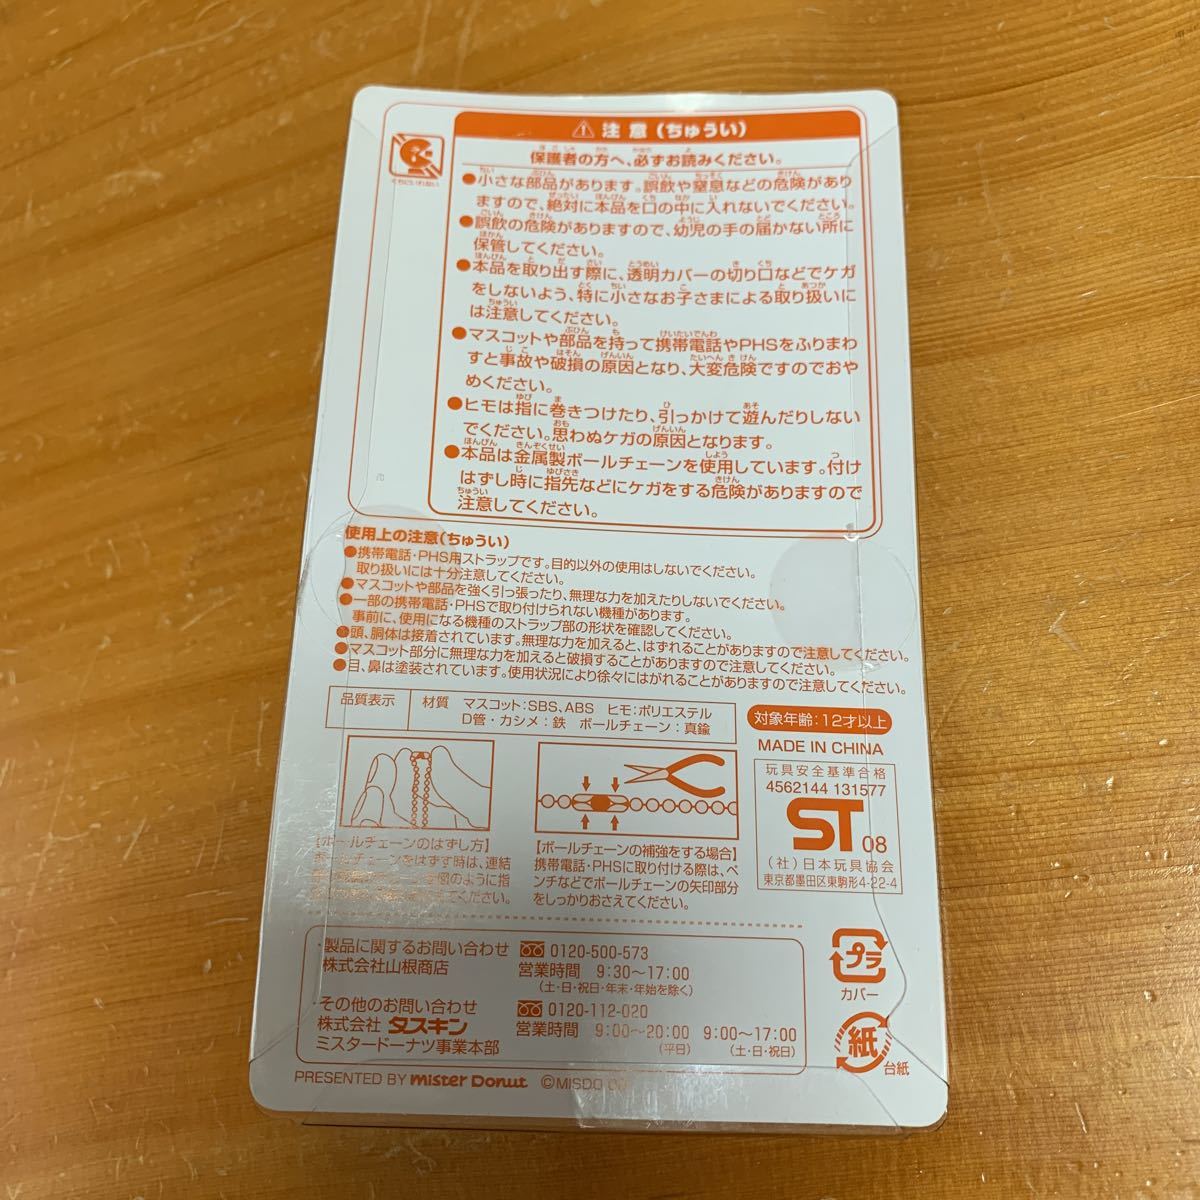 注意(ちゅうい)
保護者の方へ、必ずお読みください。
くちにいれない
●小さな部品があります。誤飲や窒息などの危険があり
ますので、絶対に本品を口の中に入れないでください。
●誤飲の危険がありますので、幼児の手の届かない所に
保管してください。
●本品を取り出す際に、透明カバーの切り口などでケガ
をしないよう、特に小さなお子さまによる取り扱いに
は注意してください。
●マスコットや部品を持って携帯電話やPHSをふりまわ
すと事故や破損の原因となり、大変危険ですのでおや
めください。
●ヒモは指に巻きつけたり、引っかけて遊んだりしない
でください。思わぬケガの原因となります。
●本品は金属製ボールチェーンを使用しています。付け
はずし時に指先などにケガをする危険がありますので
注意してください。
使用上の注意(ちゅうい)
●携帯電話・PHS用ストラップです。目的以外の使用はしないでください。
取り扱いには十分注意してください。
●マスコットや部品を強く引っ張ったり、無理な力を加えたりしないでください。
●一部の携帯電話・PHSで取り付けられない機種があります。
事前に、使用になる機種のストラップ部の形状を確認してください。
●頭、胴体は接着されています。無理な力を加えると、はずれることがありますので注意してください。
●マスコット部分に無理な力を加えると破損することがありますので注意してください。
●目、鼻は塗装されています。使用状況により徐々にはがれることがありますので注意してください。
品質表示 材質 マスコット:SBS、ABS ヒモ:ポリエステル
D管・カシメ:鉄 ボールチェーン:真鍮
対象年齢:12才以上
MADE IN CHINA
玩具安全基準合格
4562144 131577
ST 08
(社)日本玩具協会
東京都墨田区東駒形4-22-4
【ボールチェーンのはずし方】
ボールチェーンをはずす時は、連結
図のように指
てください。
【ボールチェーンの補強をする場合】
携帯電話・PHSに取り付ける際は、ペ
ンチなどでボールチェーンの矢印部分
をしっかりおさえてください。
・製品に関するお問い合わせ 0120-500-573
株式会社山根商店 営業時間 9:30～17:00
(土・日・祝日・年末・年始を除く)
・その他のお問い合わせ 0120-112-020
株式会社 ダスキン 営業時間 9:00～20:00 9:00～17:00
ミスタードーナツ事業本部 (平日) (土・日・祝日)
プラ
カバー
紙
台紙
PRESENTED BY mister Donut ©MISDO